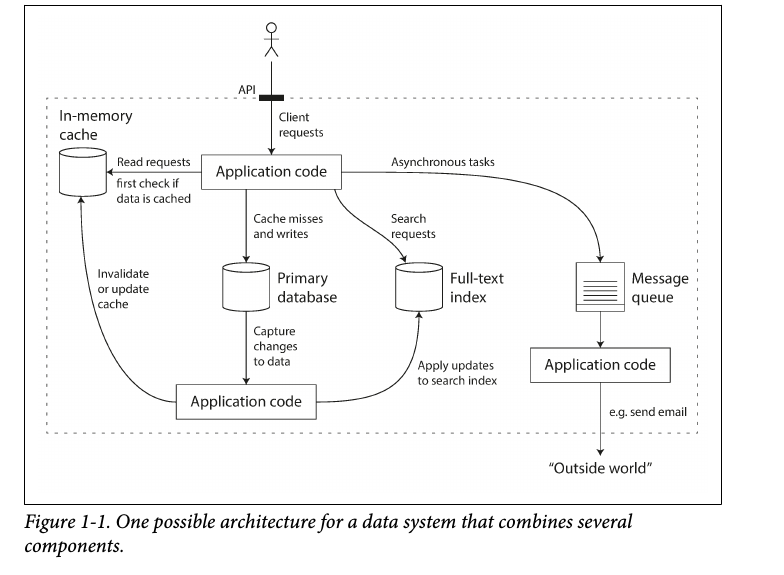 API
Client
requests
In-memory
cache
Read requests
first check if
data is cached
Application code
Asynchronous tasks
Cache misses
and writes
Search
requests
Invalidate
or update
cache
Primary
database
Full-text
index
Message
queue
Capture
changes
to data
Apply updates
to search index
Application code
Application code
e.g. send email
“Outside world”
Figure 1-1. One possible architecture for a data system that combines several
components.